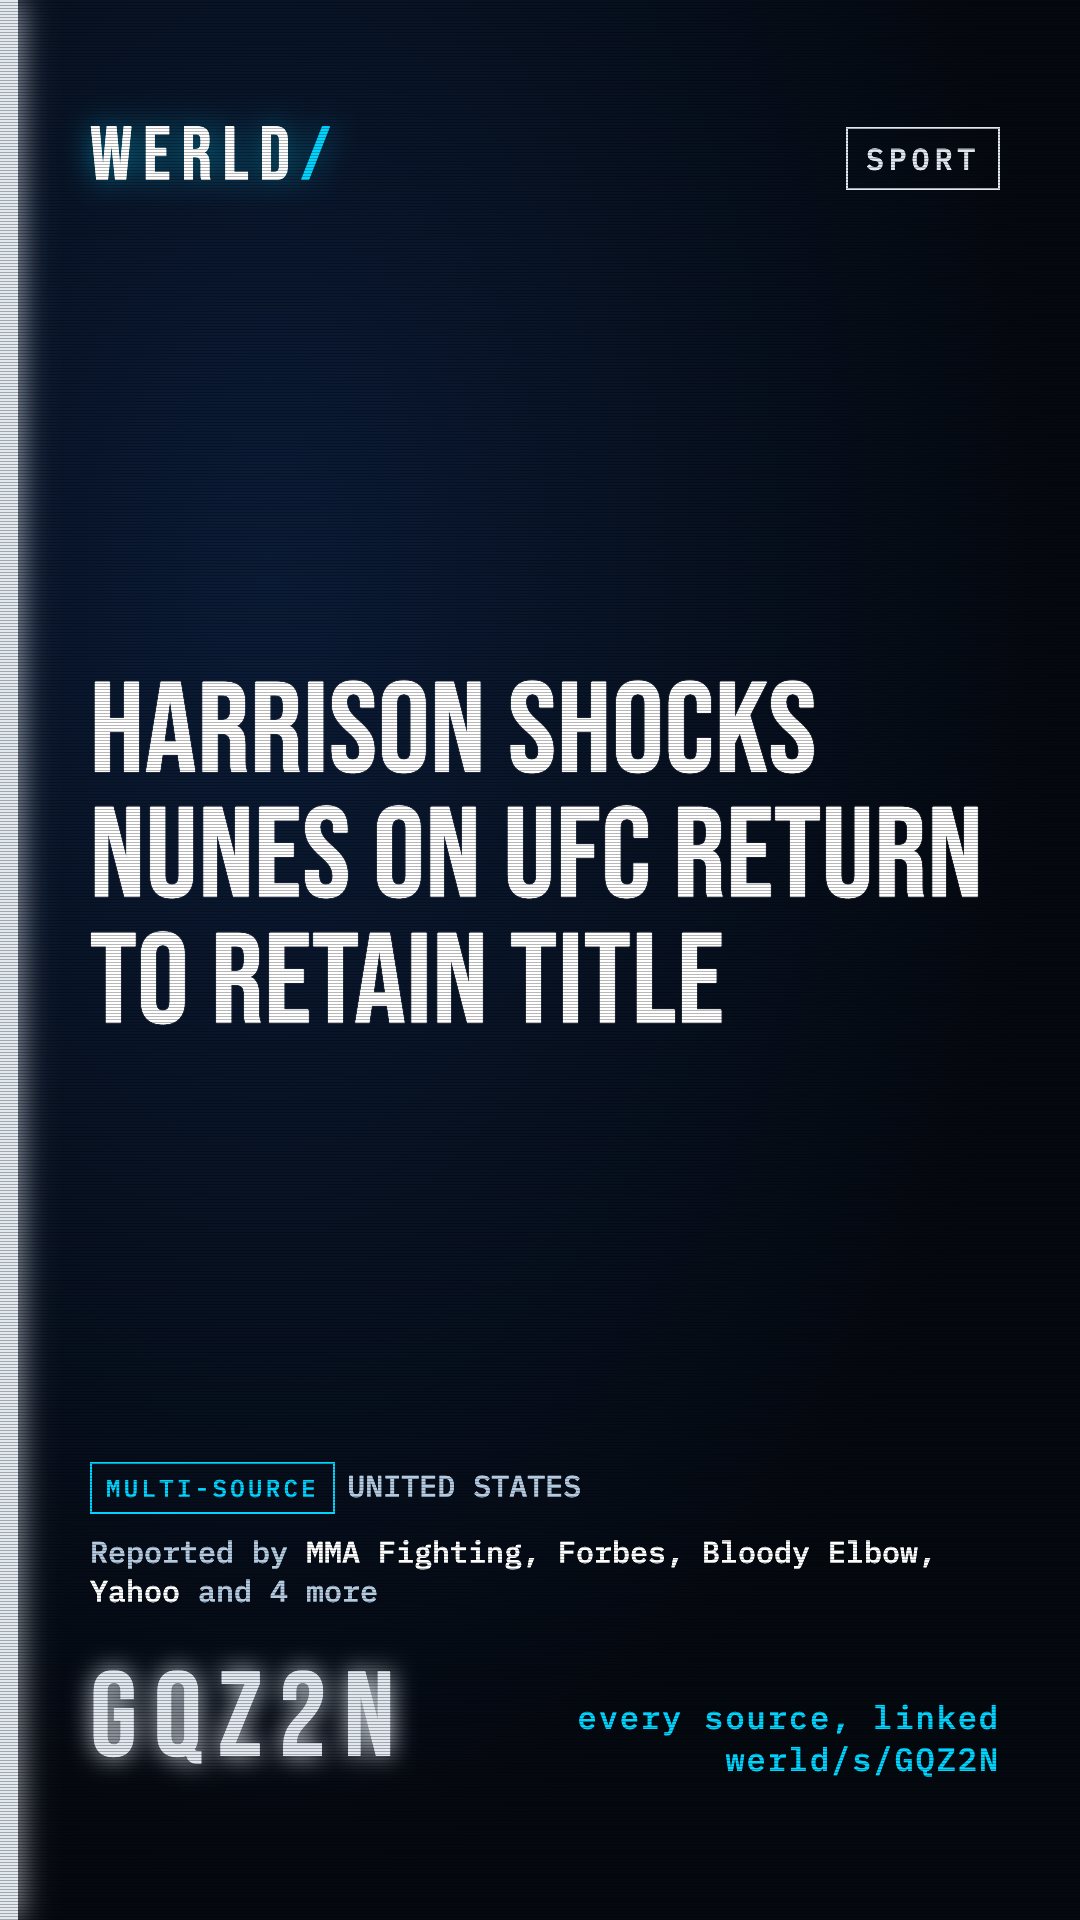 WERLD/
SPORT
HARRISON SHOCKS
NUNES ON UFC RETURN
TO RETAIN TITLE
MULTI-SOURCE UNITED STATES
Reported by MMA Fighting, Forbes, Bloody Elbow,
Yahoo and 4 more
GQZ2N
every source, linked
werld/s/GQZ2N